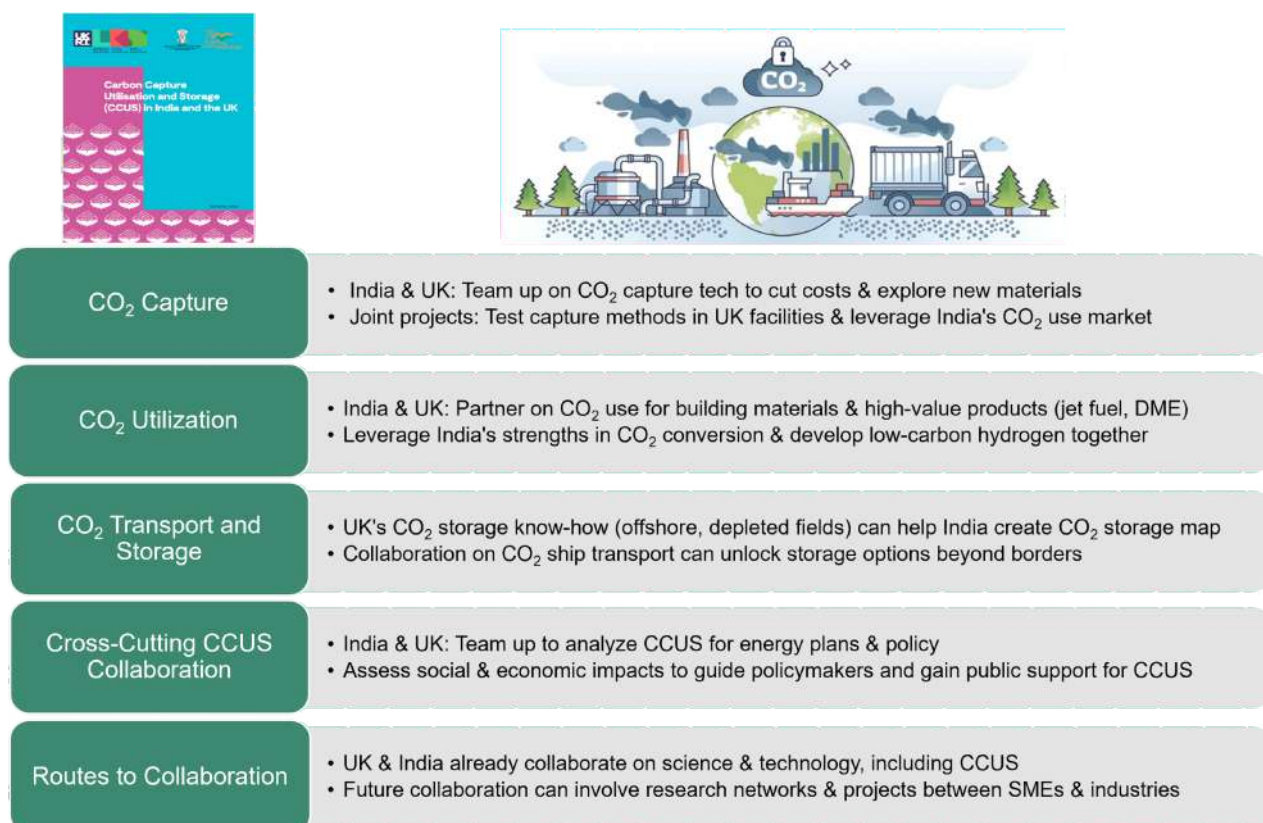 UK
RI
Carbon Capture
Utilisation and Storage
(CCUS) in India and the UK
CO₂
CO₂ Capture
• India & UK: Team up on CO₂ capture tech to cut costs & explore new materials
• Joint projects: Test capture methods in UK facilities & leverage India's CO₂ use market
CO₂ Utilization
• India & UK: Partner on CO₂ use for building materials & high-value products (jet fuel, DME)
• Leverage India's strengths in CO₂ conversion & develop low-carbon hydrogen together
CO₂ Transport and
Storage
• UK's CO₂ storage know-how (offshore, depleted fields) can help India create CO₂ storage map
• Collaboration on CO₂ ship transport can unlock storage options beyond borders
Cross-Cutting CCUS
Collaboration
• India & UK: Team up to analyze CCUS for energy plans & policy
• Assess social & economic impacts to guide policymakers and gain public support for CCUS
Routes to Collaboration
• UK & India already collaborate on science & technology, including CCUS
• Future collaboration can involve research networks & projects between SMEs & industries